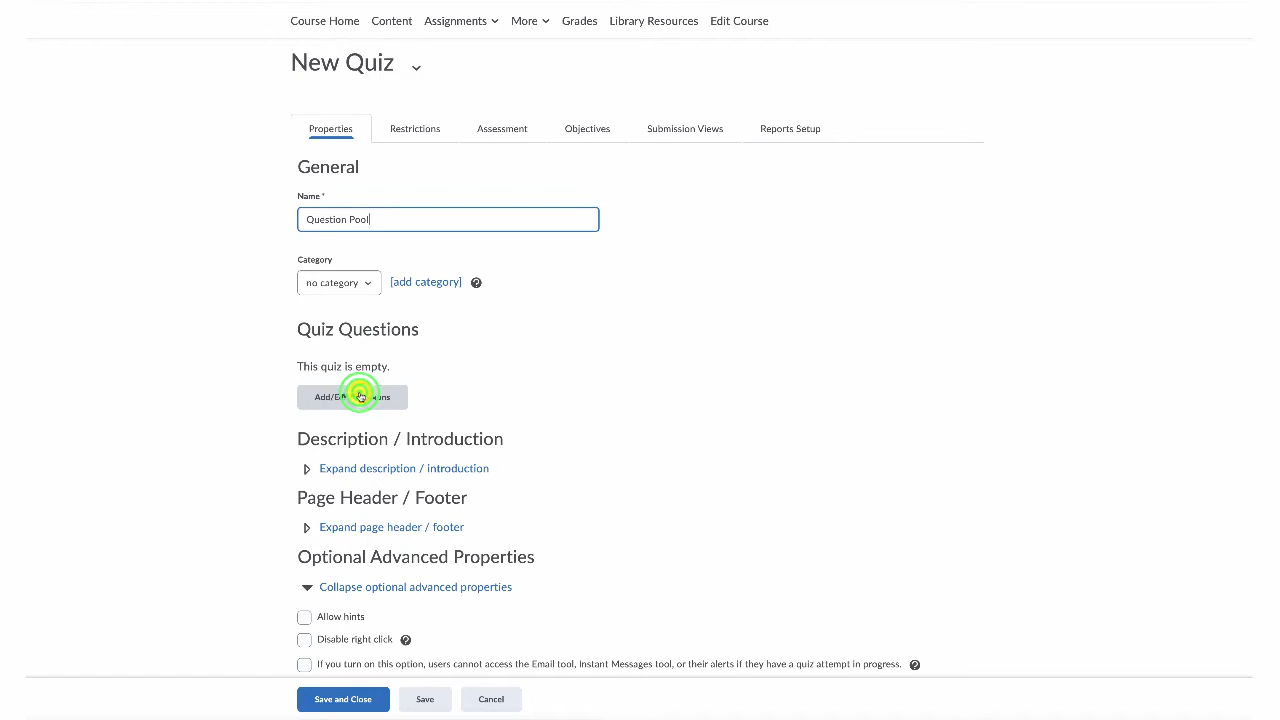 Course Home Content Assignments More Grades Library Resources Edit Course
New Quiz
Properties Restrictions Assessment Objectives Submission Views Reports Setup
General
Name *
Question Pool
Category
no category [add category]
Quiz Questions
This quiz is empty.
Add/E
Description / Introduction
Expand description / introduction
Page Header / Footer
Expand page header / footer
Optional Advanced Properties
Collapse optional advanced properties
Allow hints
Disable right click
If you turn on this option, users cannot access the Email tool, Instant Messages tool, or their alerts if they have a quiz attempt in progress.
Save and Close Save Cancel